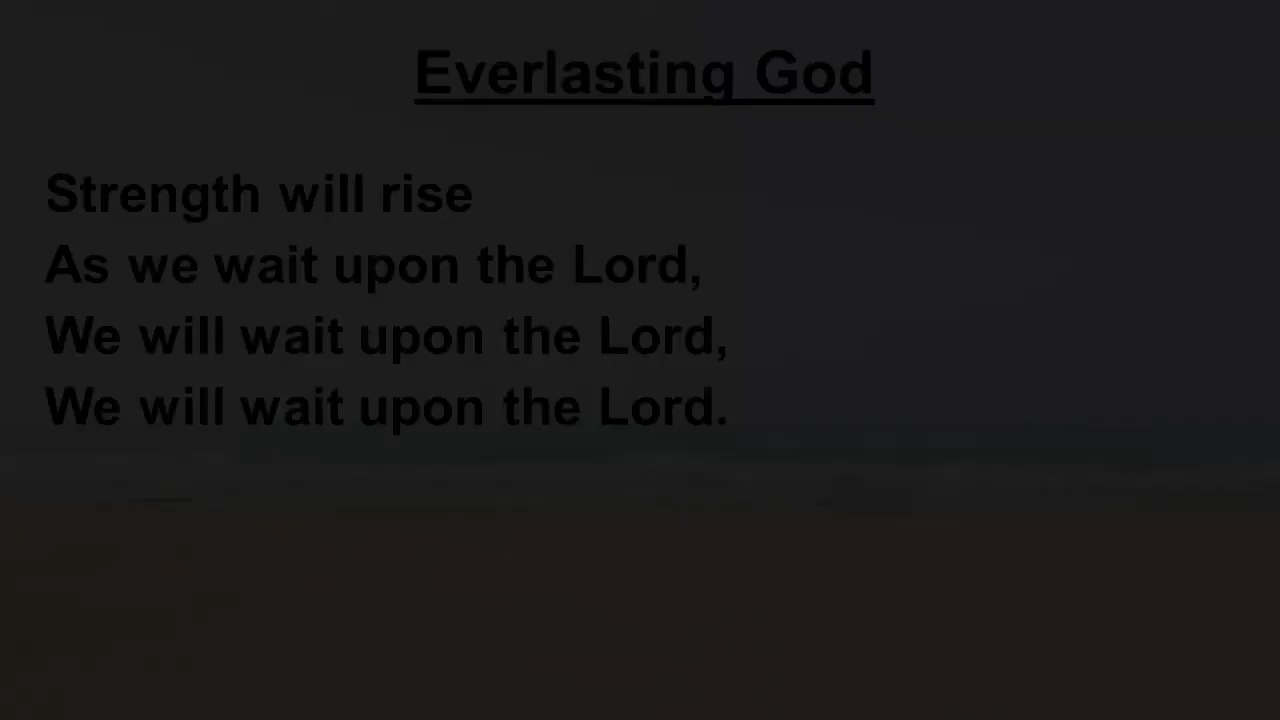 Everlasting God
Strength will rise
As we wait upon the Lord,
We will wait upon the Lord,
We will wait upon the Lord.